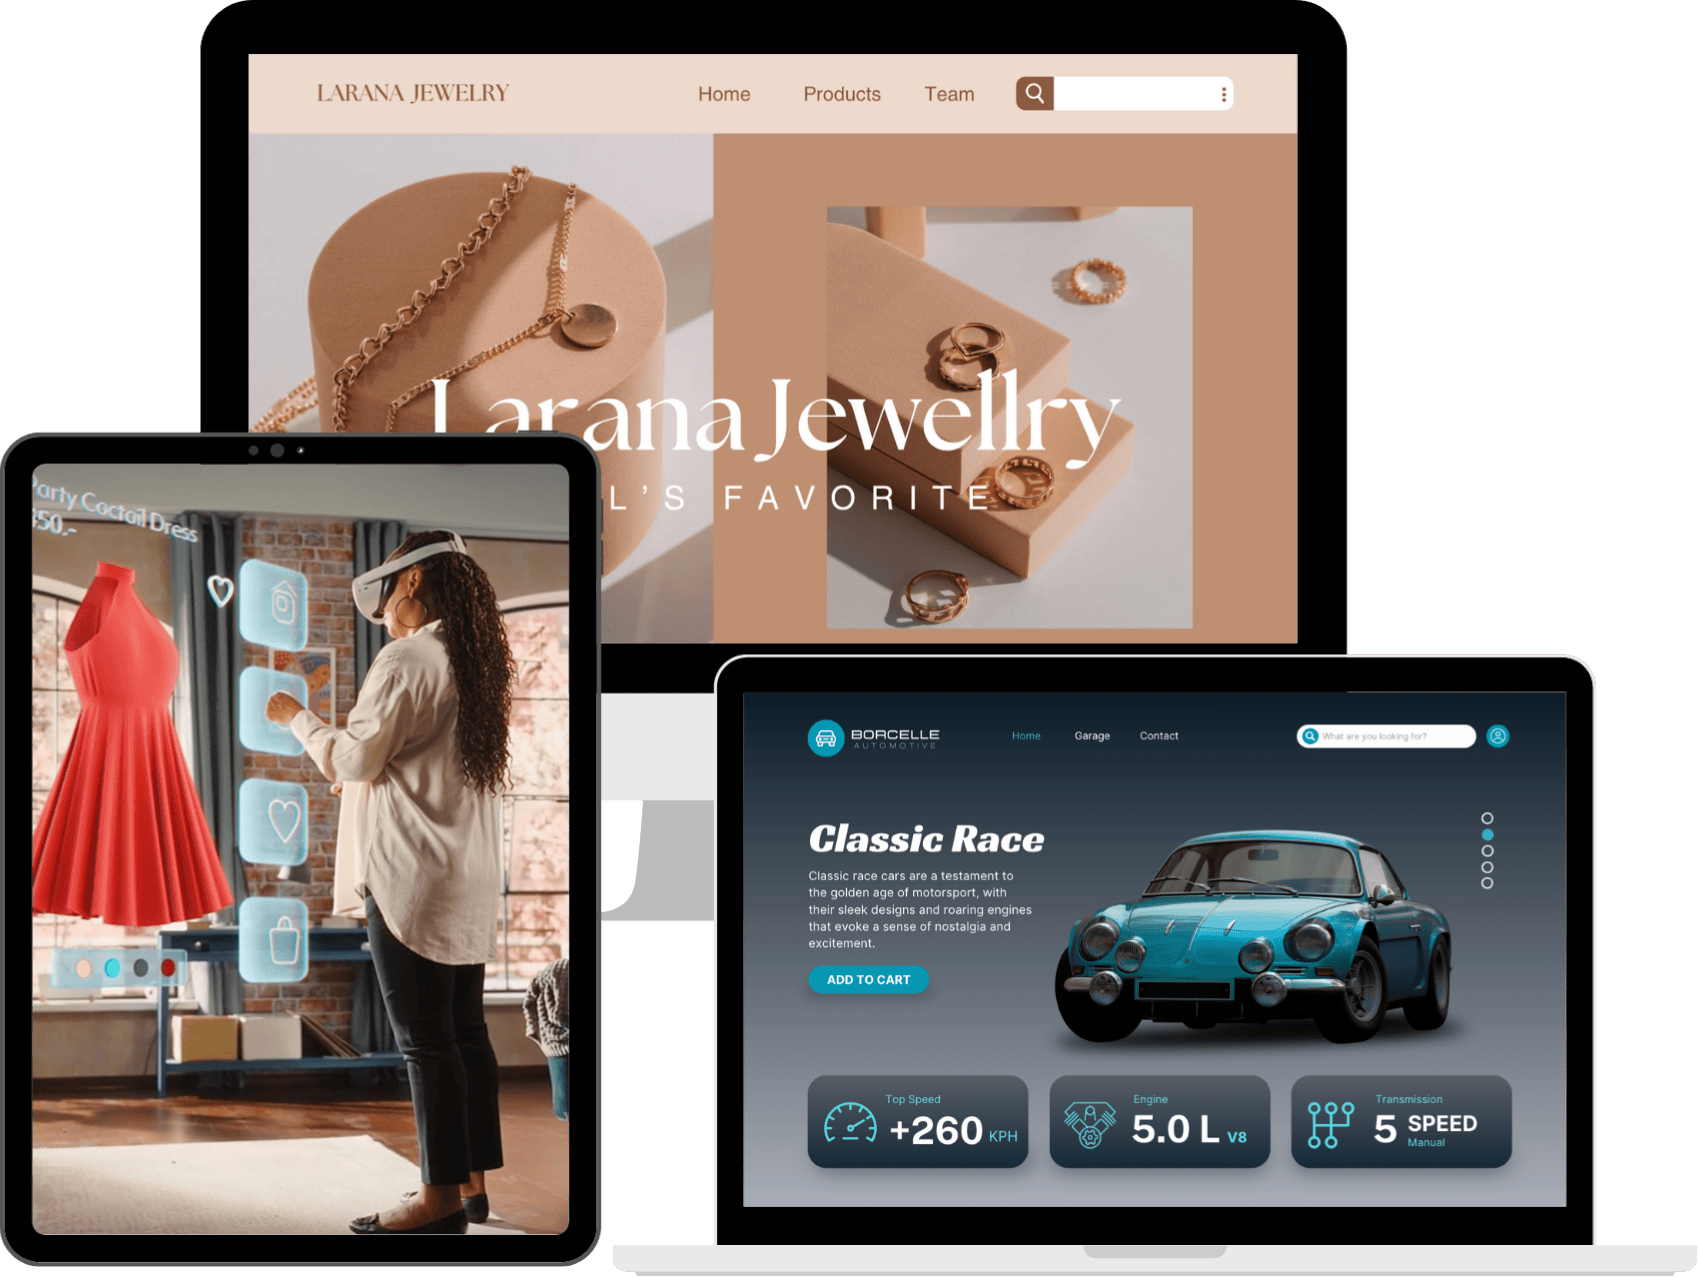 LARANA JEWELRY
Home Products Team
Larana Jewellry
L'S FAVORITE
Party Coctail Dress
350.-
BORCELLE
AUTOMOTIVE
Home Garage Contact
What are you looking for?
Classic Race
Classic race cars are a testament to
the golden age of motorsport, with
their sleek designs and roaring engines
that evoke a sense of nostalgia and
excitement.
ADD TO CART
Top Speed
+260 KPH
Engine
5.0 L V8
Transmission
5 SPEED
Manual